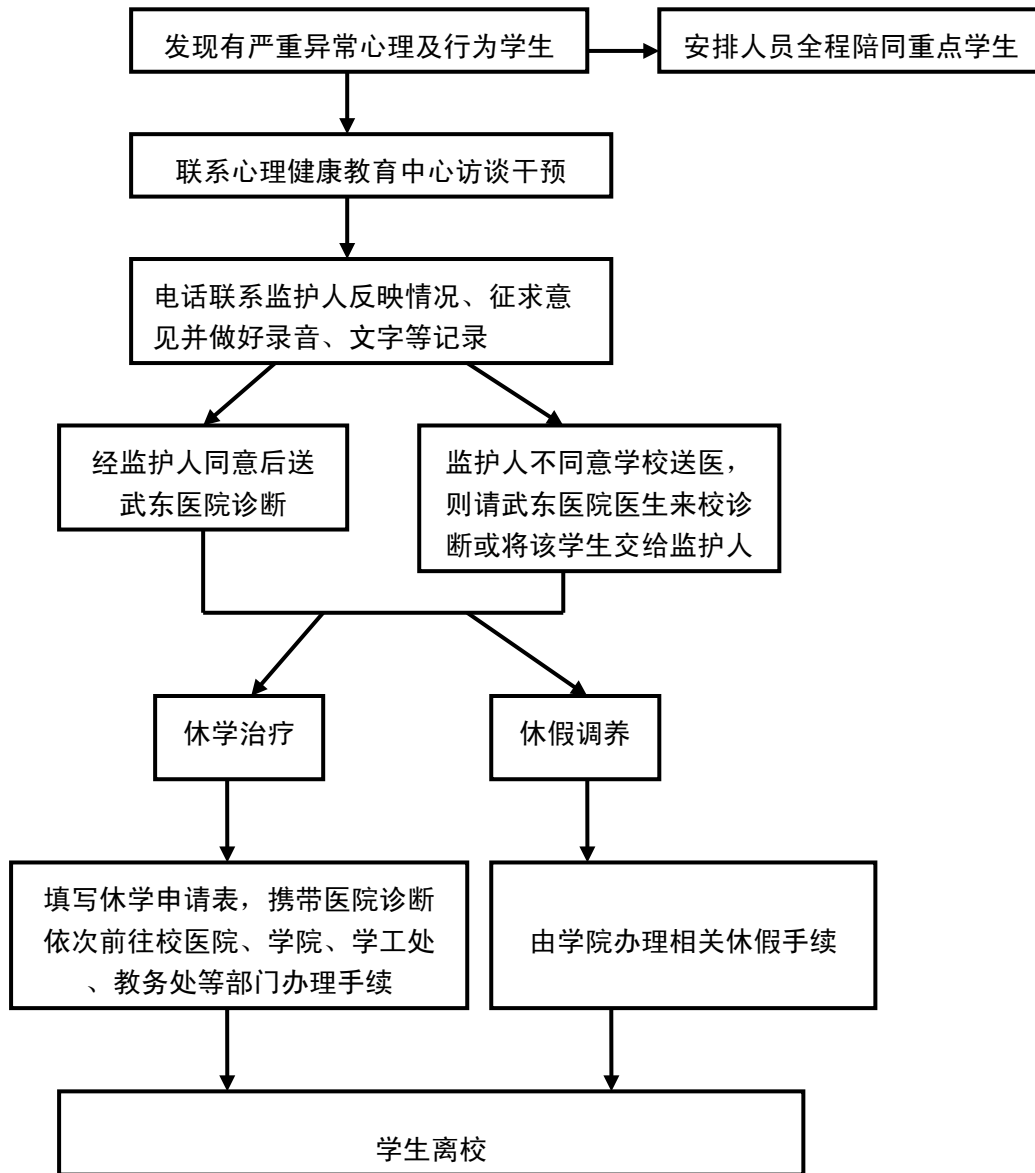 发现有严重异常心理及行为学生
安排人员全程陪同重点学生
联系心理健康教育中心访谈干预
电话联系监护人反映情况、征求意
见并做好录音、文字等记录
经监护人同意后送
武东医院诊断
监护人不同意学校送医，
则请武东医院医生来校诊
断或将该学生交给监护人
休学治疗
休假调养
填写休学申请表，携带医院诊断
依次前往校医院、学院、学工处
、教务处等部门办理手续
由学院办理相关休假手续
学生离校